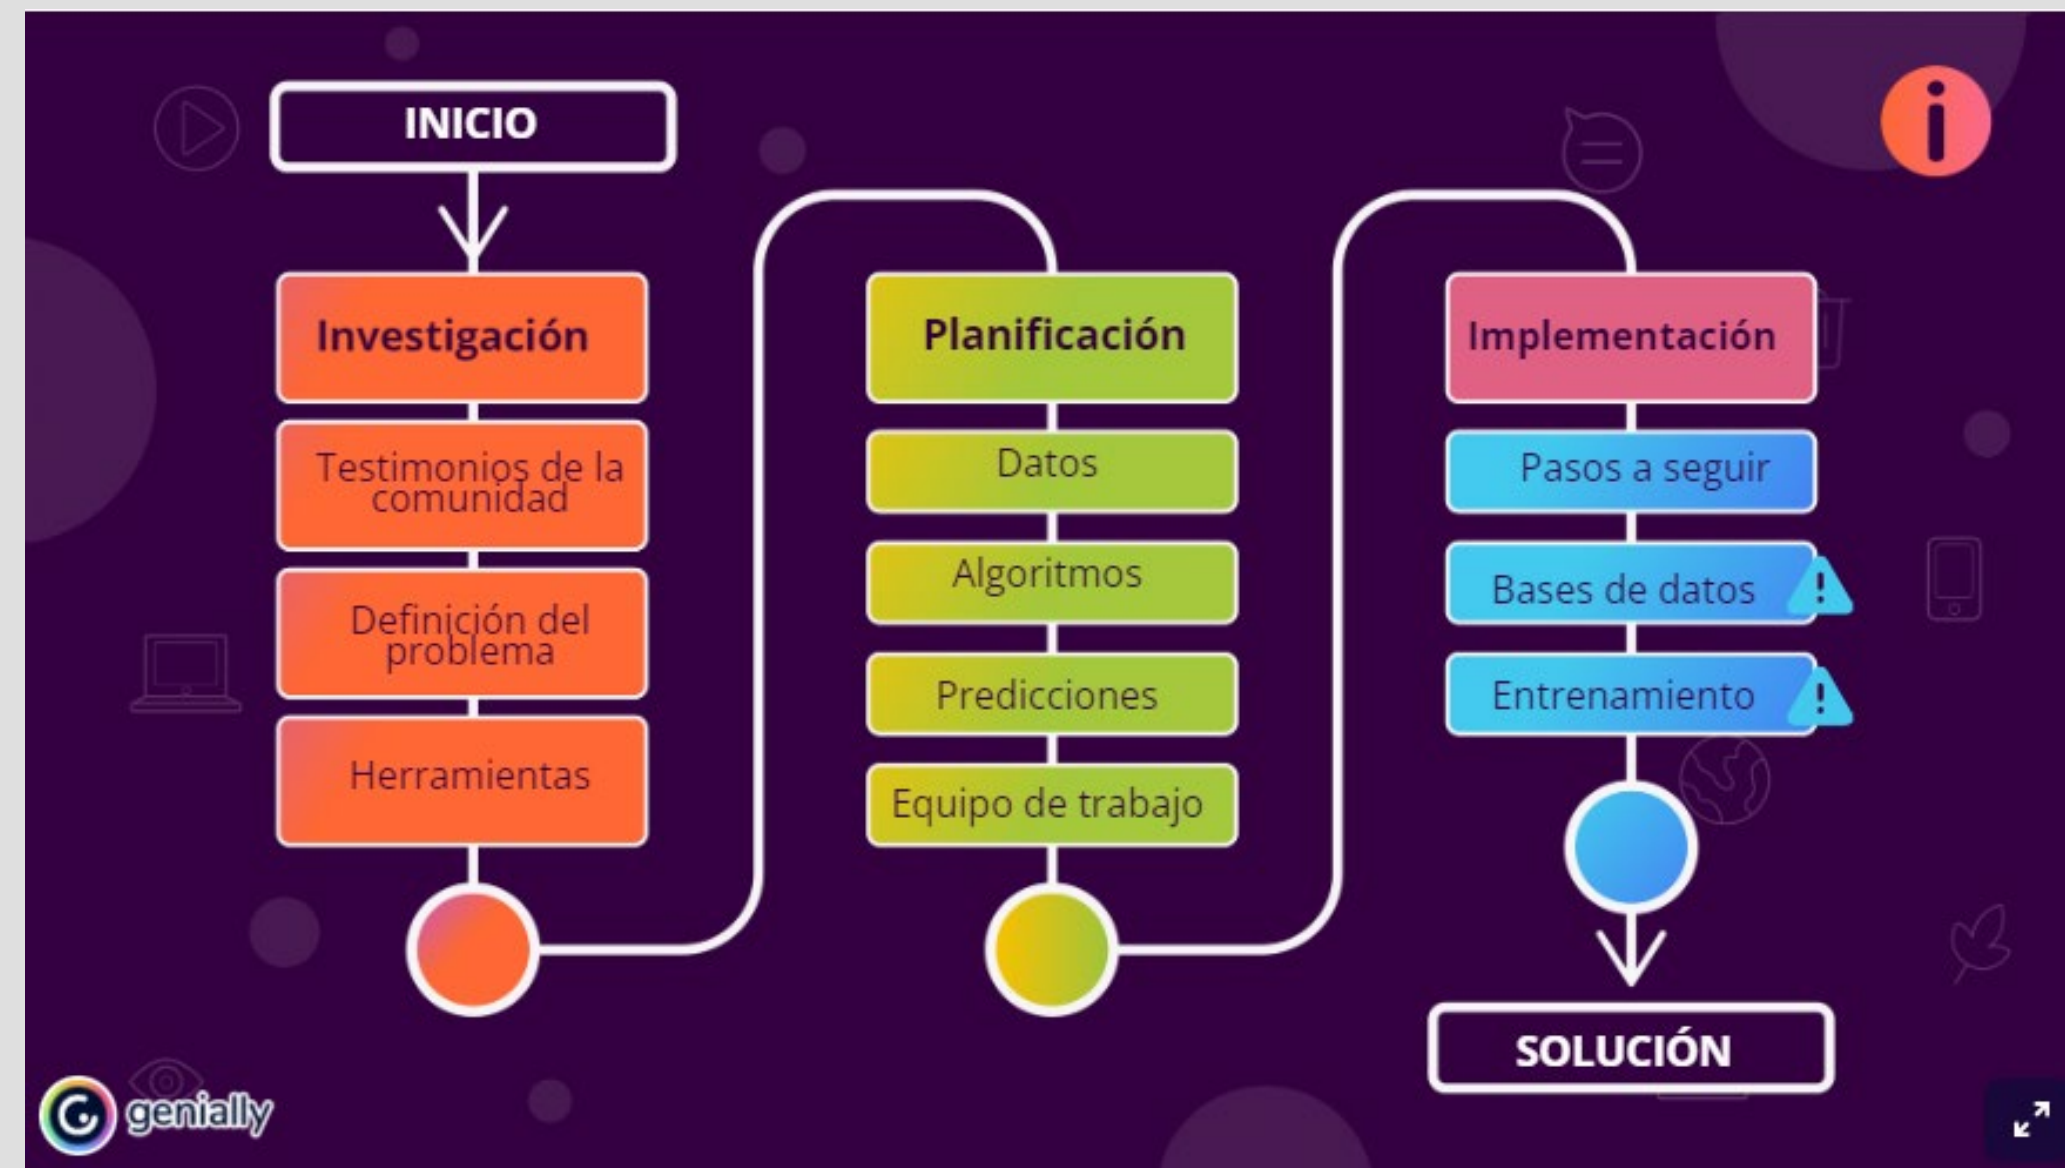 INICIO
i
Investigación
Testimonios de la
comunidad
Definición del
problema
Herramientas
Planificación
Datos
Algoritmos
Predicciones
Equipo de trabajo
Implementación
Pasos a seguir
Bases de datos
!
Entrenamiento
!
SOLUCIÓN
genially